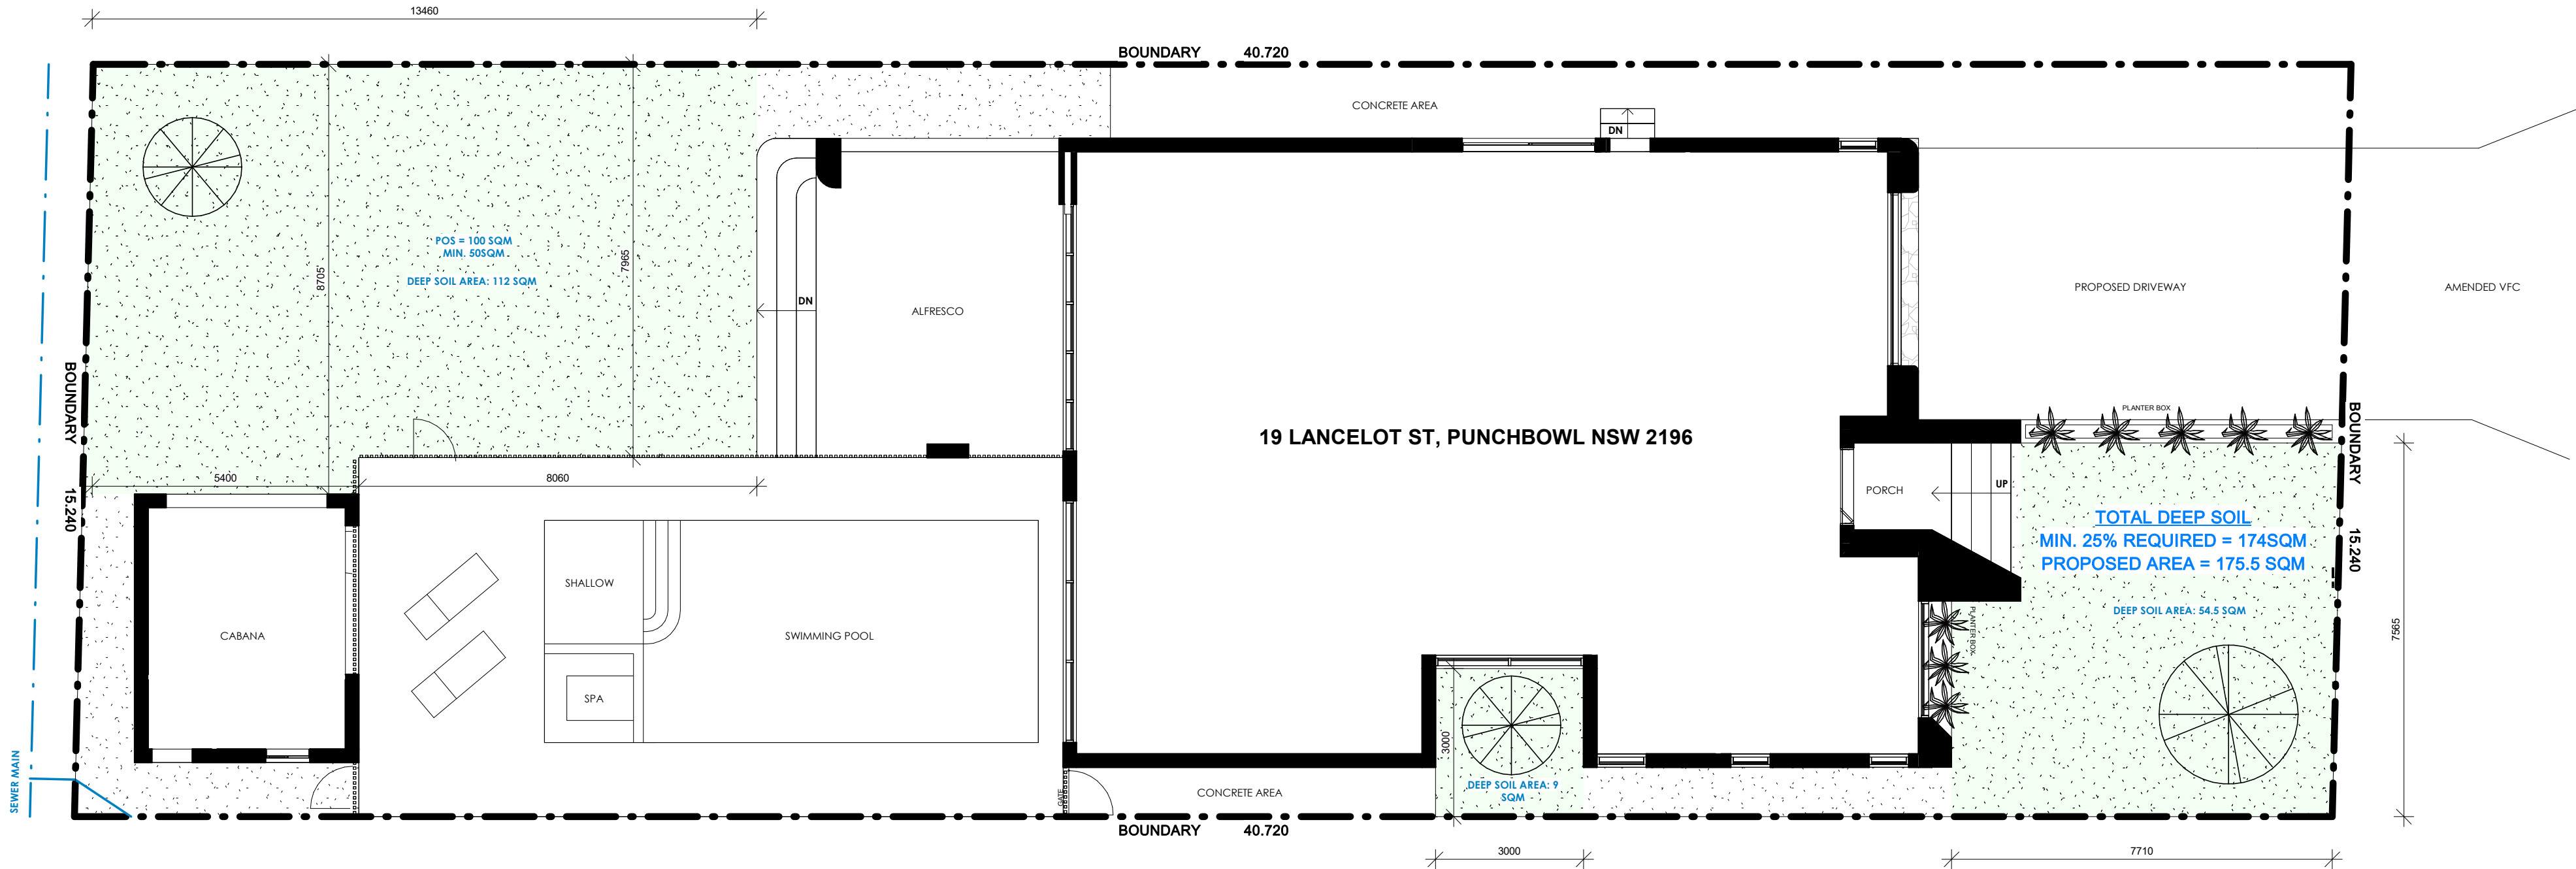 13460
BOUNDARY 40.720
CONCRETE AREA
DN
POS = 100 SQM
MIN. 50SQM
DEEP SOIL AREA: 112 SQM
8705
7965
DN
ALFRESCO
PROPOSED DRIVEWAY
AMENDED VFC
BOUNDARY 15.240
PLANTER BOX
19 LANCELOT ST, PUNCHBOWL NSW 2196
BOUNDARY 15.240
5400
8060
PORCH
UP
TOTAL DEEP SOIL
MIN. 25% REQUIRED = 174SQM
PROPOSED AREA = 175.5 SQM
DEEP SOIL AREA: 54.5 SQM
SHALLOW
CABANA
SWIMMING POOL
PLANTER BOX
7565
SPA
3000
SEWER MAIN
GATE
CONCRETE AREA
DEEP SOIL AREA: 9
SQM
BOUNDARY 40.720
3000
7710